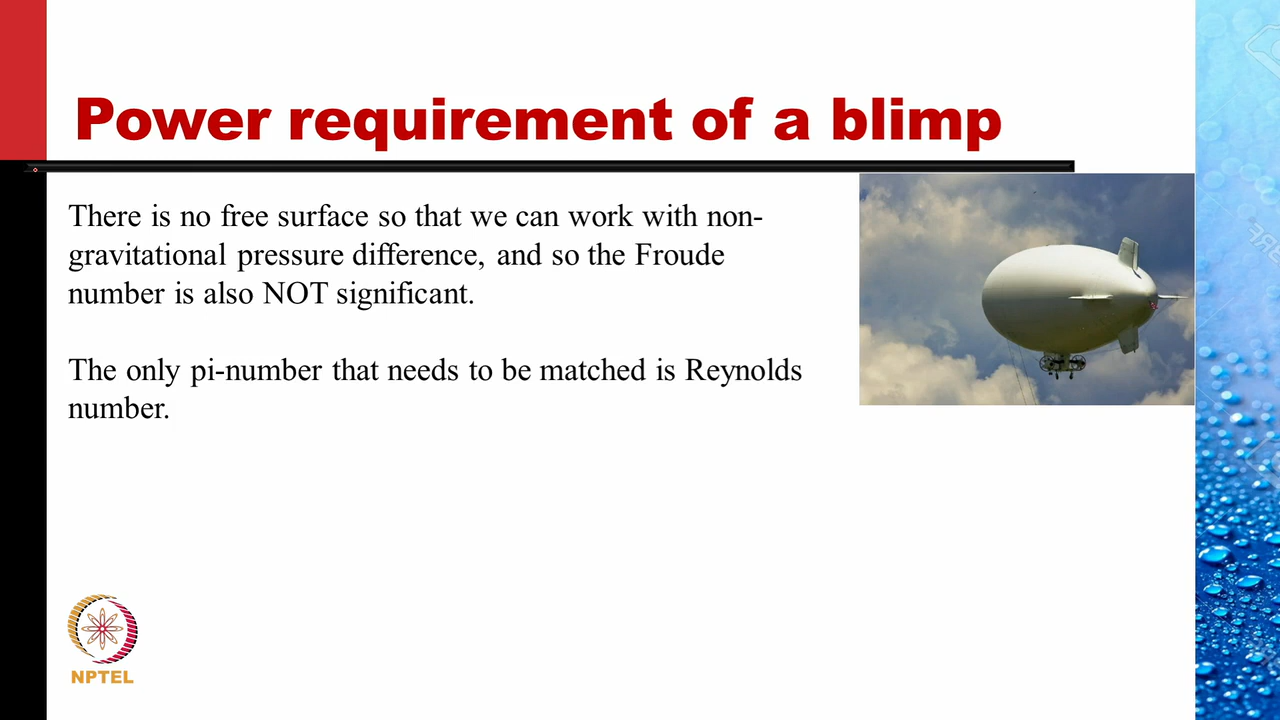 Power requirement of a blimp
There is no free surface so that we can work with non-
gravitational pressure difference, and so the Froude
number is also NOT significant.
The only pi-number that needs to be matched is Reynolds
number.
NPTEL